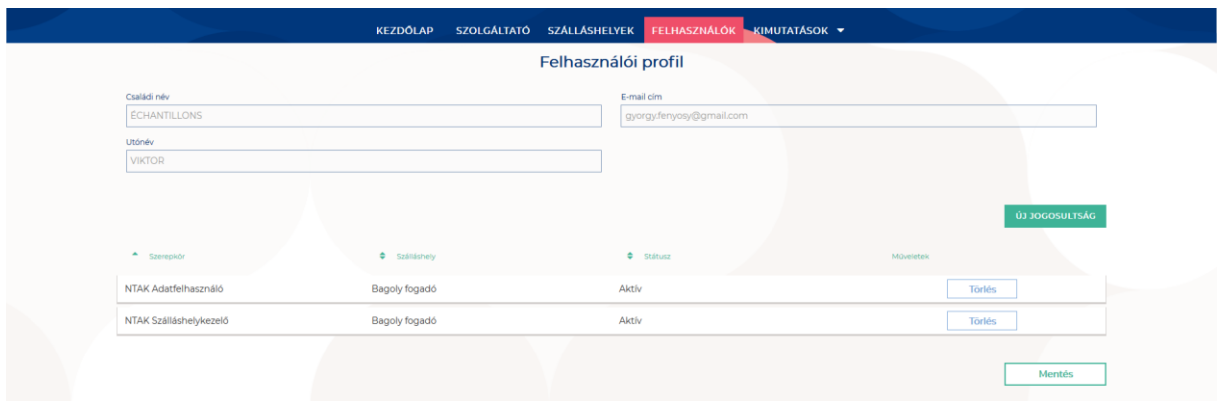 KEZDŐLAP SZOLGÁLTATÓ SZÁLLÁSHELYEK FELHASZNÁLÓK KIMUTATÁSOK
Felhasználói profil
Családi név E-mail cím
ÉCHANTILLONS gyorgy.fenyosy@gmail.com
Utónév
VIKTOR
ÚJ JOGOSULTSÁG
Szerepkör Szálláshely Státusz Műveletek
NTAK Adatfelhasználó Bagoly fogadó Aktív Törlés
NTAK Szálláshelykezelő Bagoly fogadó Aktív Törlés
Mentés